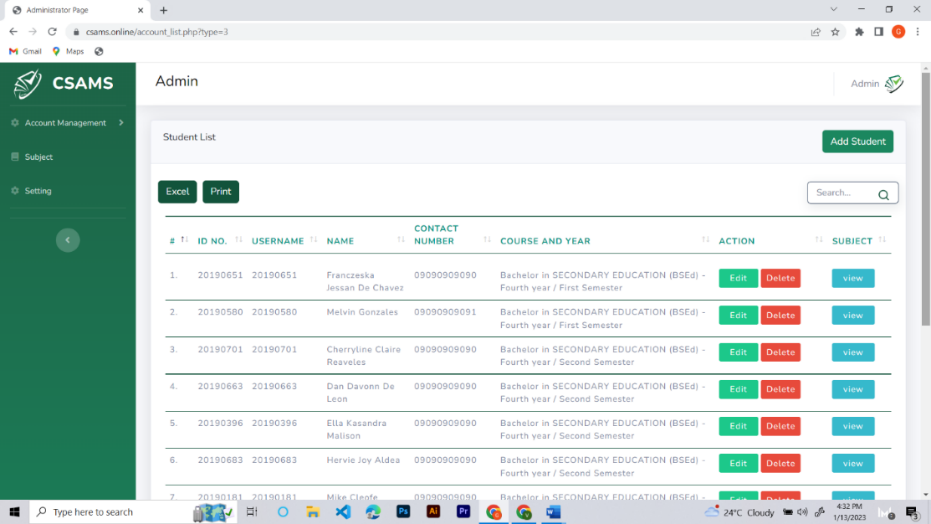 Administrator Page
csams.online/account_list.php?type=3
G
Gmail Maps
CSAMS
Admin
Admin
Account Management
Subject
Setting
Student List
Add Student
Excel Print
Search...
# ID NO. USERNAME NAME CONTACT NUMBER COURSE AND YEAR ACTION SUBJECT
1. 20190651 20190651 Franczeska 09090909090 Bachelor in SECONDARY EDUCATION (BSEd) - Edit Delete view
Jessan De Chavez Fourth year / First Semester
2. 20190580 20190580 Melvin Gonzales 09090909091 Bachelor in SECONDARY EDUCATION (BSEd) - Edit Delete view
Fourth year / First Semester
3. 20190701 20190701 Cherryline Claire 09090909090 Bachelor in SECONDARY EDUCATION (BSEd) - Edit Delete view
Reaveles Fourth year / Second Semester
4. 20190663 20190663 Dan Davonn De 09090909090 Bachelor in SECONDARY EDUCATION (BSEd) - Edit Delete view
Leon Fourth year / Second Semester
5. 20190396 20190396 Ella Kasandra 09090909090 Bachelor in SECONDARY EDUCATION (BSEd) - Edit Delete view
Malison Fourth year / Second Semester
6. 20190683 20190683 Hervie Joy Aldea 09090909090 Bachelor in SECONDARY EDUCATION (BSEd) - Edit Delete view
Fourth year / Second Semester
7. 20190181 20190181 Mike Cleofe 09090909090 Bachelor in SECONDARY EDUCATION (BSEd) - Edit Delete view
Type here to search
Ps Ai Pr
24°C Cloudy
4:32 PM
1/13/2023